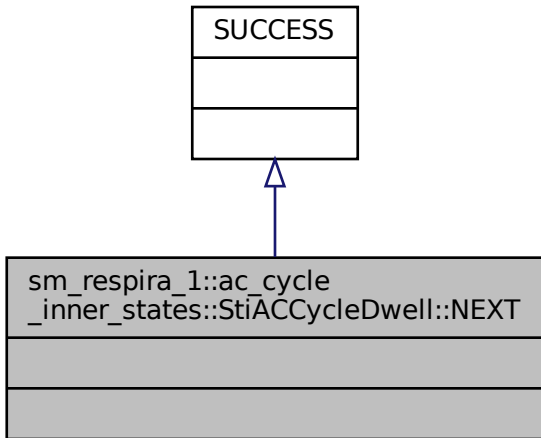 SUCCESS
sm_respira_1::ac_cycle
_inner_states::StiACCycleDwell::NEXT